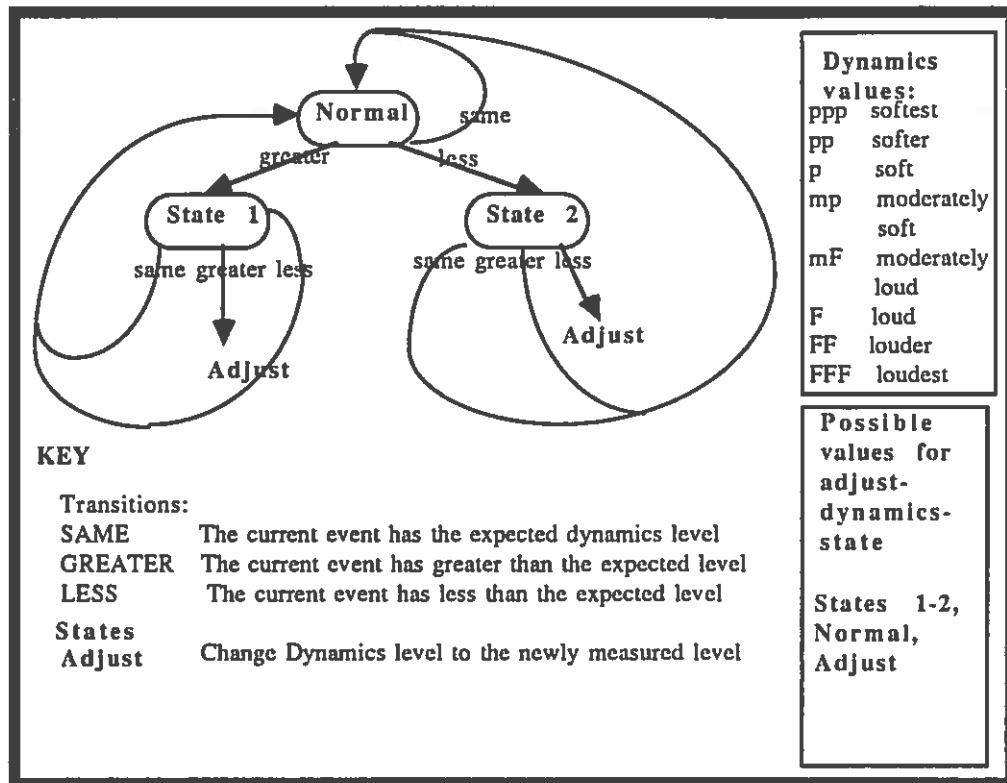 Normal
same
greater
less
State 1
State 2
same greater less
same greater less
Adjust
Adjust
KEY
Transitions:
SAME The current event has the expected dynamics level
GREATER The current event has greater than the expected level
LESS The current event has less than the expected level
States
Adjust Change Dynamics level to the newly measured level
Dynamics
values:
ppp softest
pp softer
p soft
mp moderately
soft
mF moderately
loud
F loud
FF louder
FFF loudest
Possible
values for
adjust-
dynamics-
state
States 1-2,
Normal,
Adjust